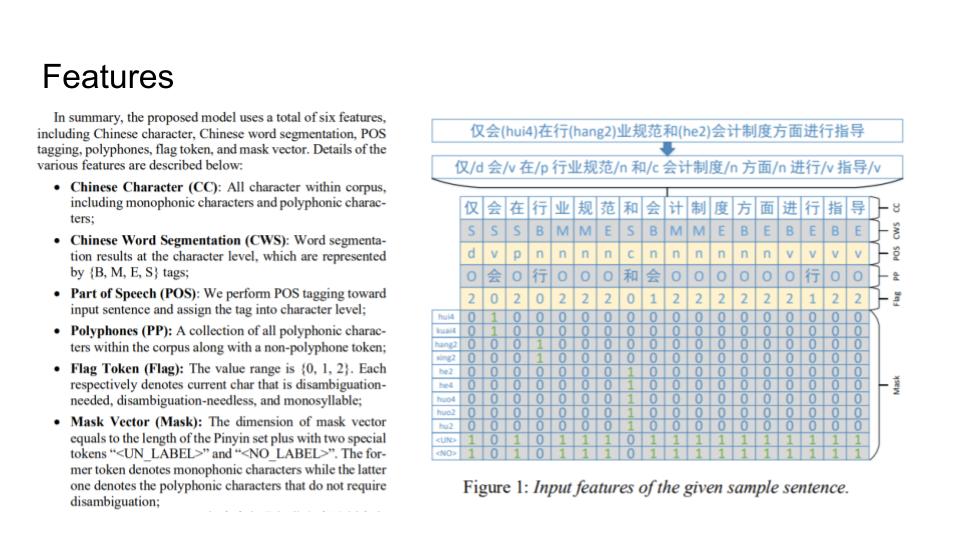 Features
In summary, the proposed model uses a total of six features,
including Chinese character, Chinese word segmentation, POS
tagging, polyphones, flag token, and mask vector. Details of the
various features are described below:
• Chinese Character (CC): All character within corpus,
including monophonic characters and polyphonic charac-
ters;
• Chinese Word Segmentation (CWS): Word segmenta-
tion results at the character level, which are represented
by {B, M, E, S} tags;
• Part of Speech (POS): We perform POS tagging toward
input sentence and assign the tag into character level;
• Polyphones (PP): A collection of all polyphonic charac-
ters within the corpus along with a non-polyphone token;
• Flag Token (Flag): The value range is {0, 1, 2}. Each
respectively denotes current char that is disambiguation-
needed, disambiguation-needless, and monosyllable;
• Mask Vector (Mask): The dimension of mask vector
equals to the length of the Pinyin set plus with two special
tokens “<UN_LABEL>” and “<NO_LABEL>”. The for-
mer token denotes monophonic characters while the latter
one denotes the polyphonic characters that do not require
disambiguation;
仅会(hui4)在行(hang2)业规范和(he2)会计制度方面进行指导
仅/d 会/v 在/p 行业规范/n 和/c 会计制度/n 方面/n 进行/v 指导/v
仅 会 在 行 业 规 范 和 会 计 制 度 方 面 进 行 指 导 CC
S S S B M M E S B M M E B E B E B E CWS
d v p n n n n c n n n n n n v v v v POS
O 会 O 行 O O O 和 会 O O O O O O 行 O O PP
2 0 2 0 2 2 2 0 1 2 2 2 2 2 2 1 2 2 Flag
hui4 0 1 0 0 0 0 0 0 0 0 0 0 0 0 0 0 0 0
kuai4 0 1 0 0 0 0 0 0 0 0 0 0 0 0 0 0 0 0
hang2 0 0 0 1 0 0 0 0 0 0 0 0 0 0 0 0 0 0
xing2 0 0 0 1 0 0 0 0 0 0 0 0 0 0 0 0 0 0
he2 0 0 0 0 0 0 0 1 0 0 0 0 0 0 0 0 0 0
he4 0 0 0 0 0 0 0 1 0 0 0 0 0 0 0 0 0 0
huo4 0 0 0 0 0 0 0 1 0 0 0 0 0 0 0 0 0 0
huo2 0 0 0 0 0 0 0 1 0 0 0 0 0 0 0 0 0 0
hu2 0 0 0 0 0 0 0 1 0 0 0 0 0 0 0 0 0 0
<UN> 1 0 1 0 1 1 1 0 1 1 1 1 1 1 1 1 1 1
<NO> 1 0 1 0 1 1 1 0 1 1 1 1 1 1 1 1 1 1
Mask
Figure 1: Input features of the given sample sentence.